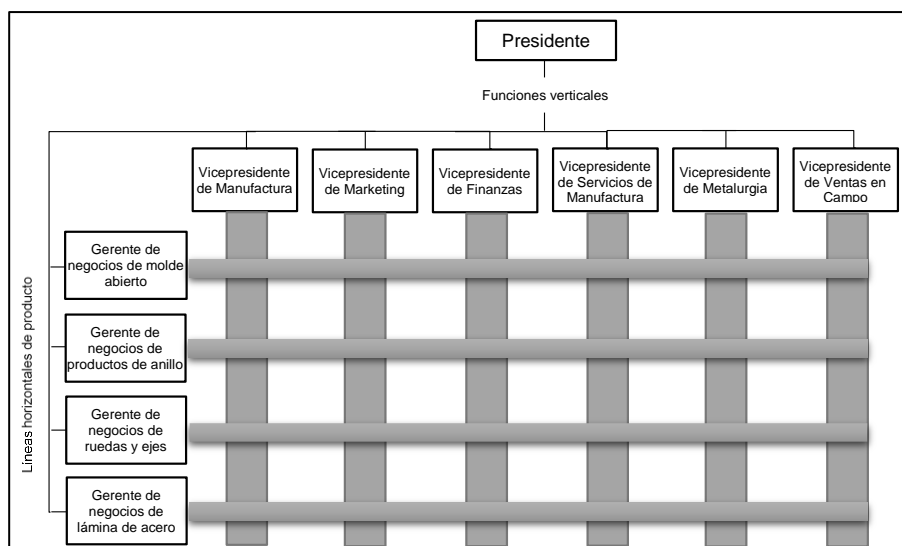 Presidente
Funciones verticales
Vicepresidente
de Manufactura
Vicepresidente
de Marketing
Vicepresidente
de Finanzas
Vicepresidente
de Servicios de
Manufactura
Vicepresidente
de Metalurgia
Vicepresidente
de Ventas en
Campo
Líneas horizontales de producto
Gerente de
negocios de molde
abierto
Gerente de
negocios de
productos de anillo
Gerente de
negocios de
ruedas y ejes
Gerente de
negocios de
lámina de acero